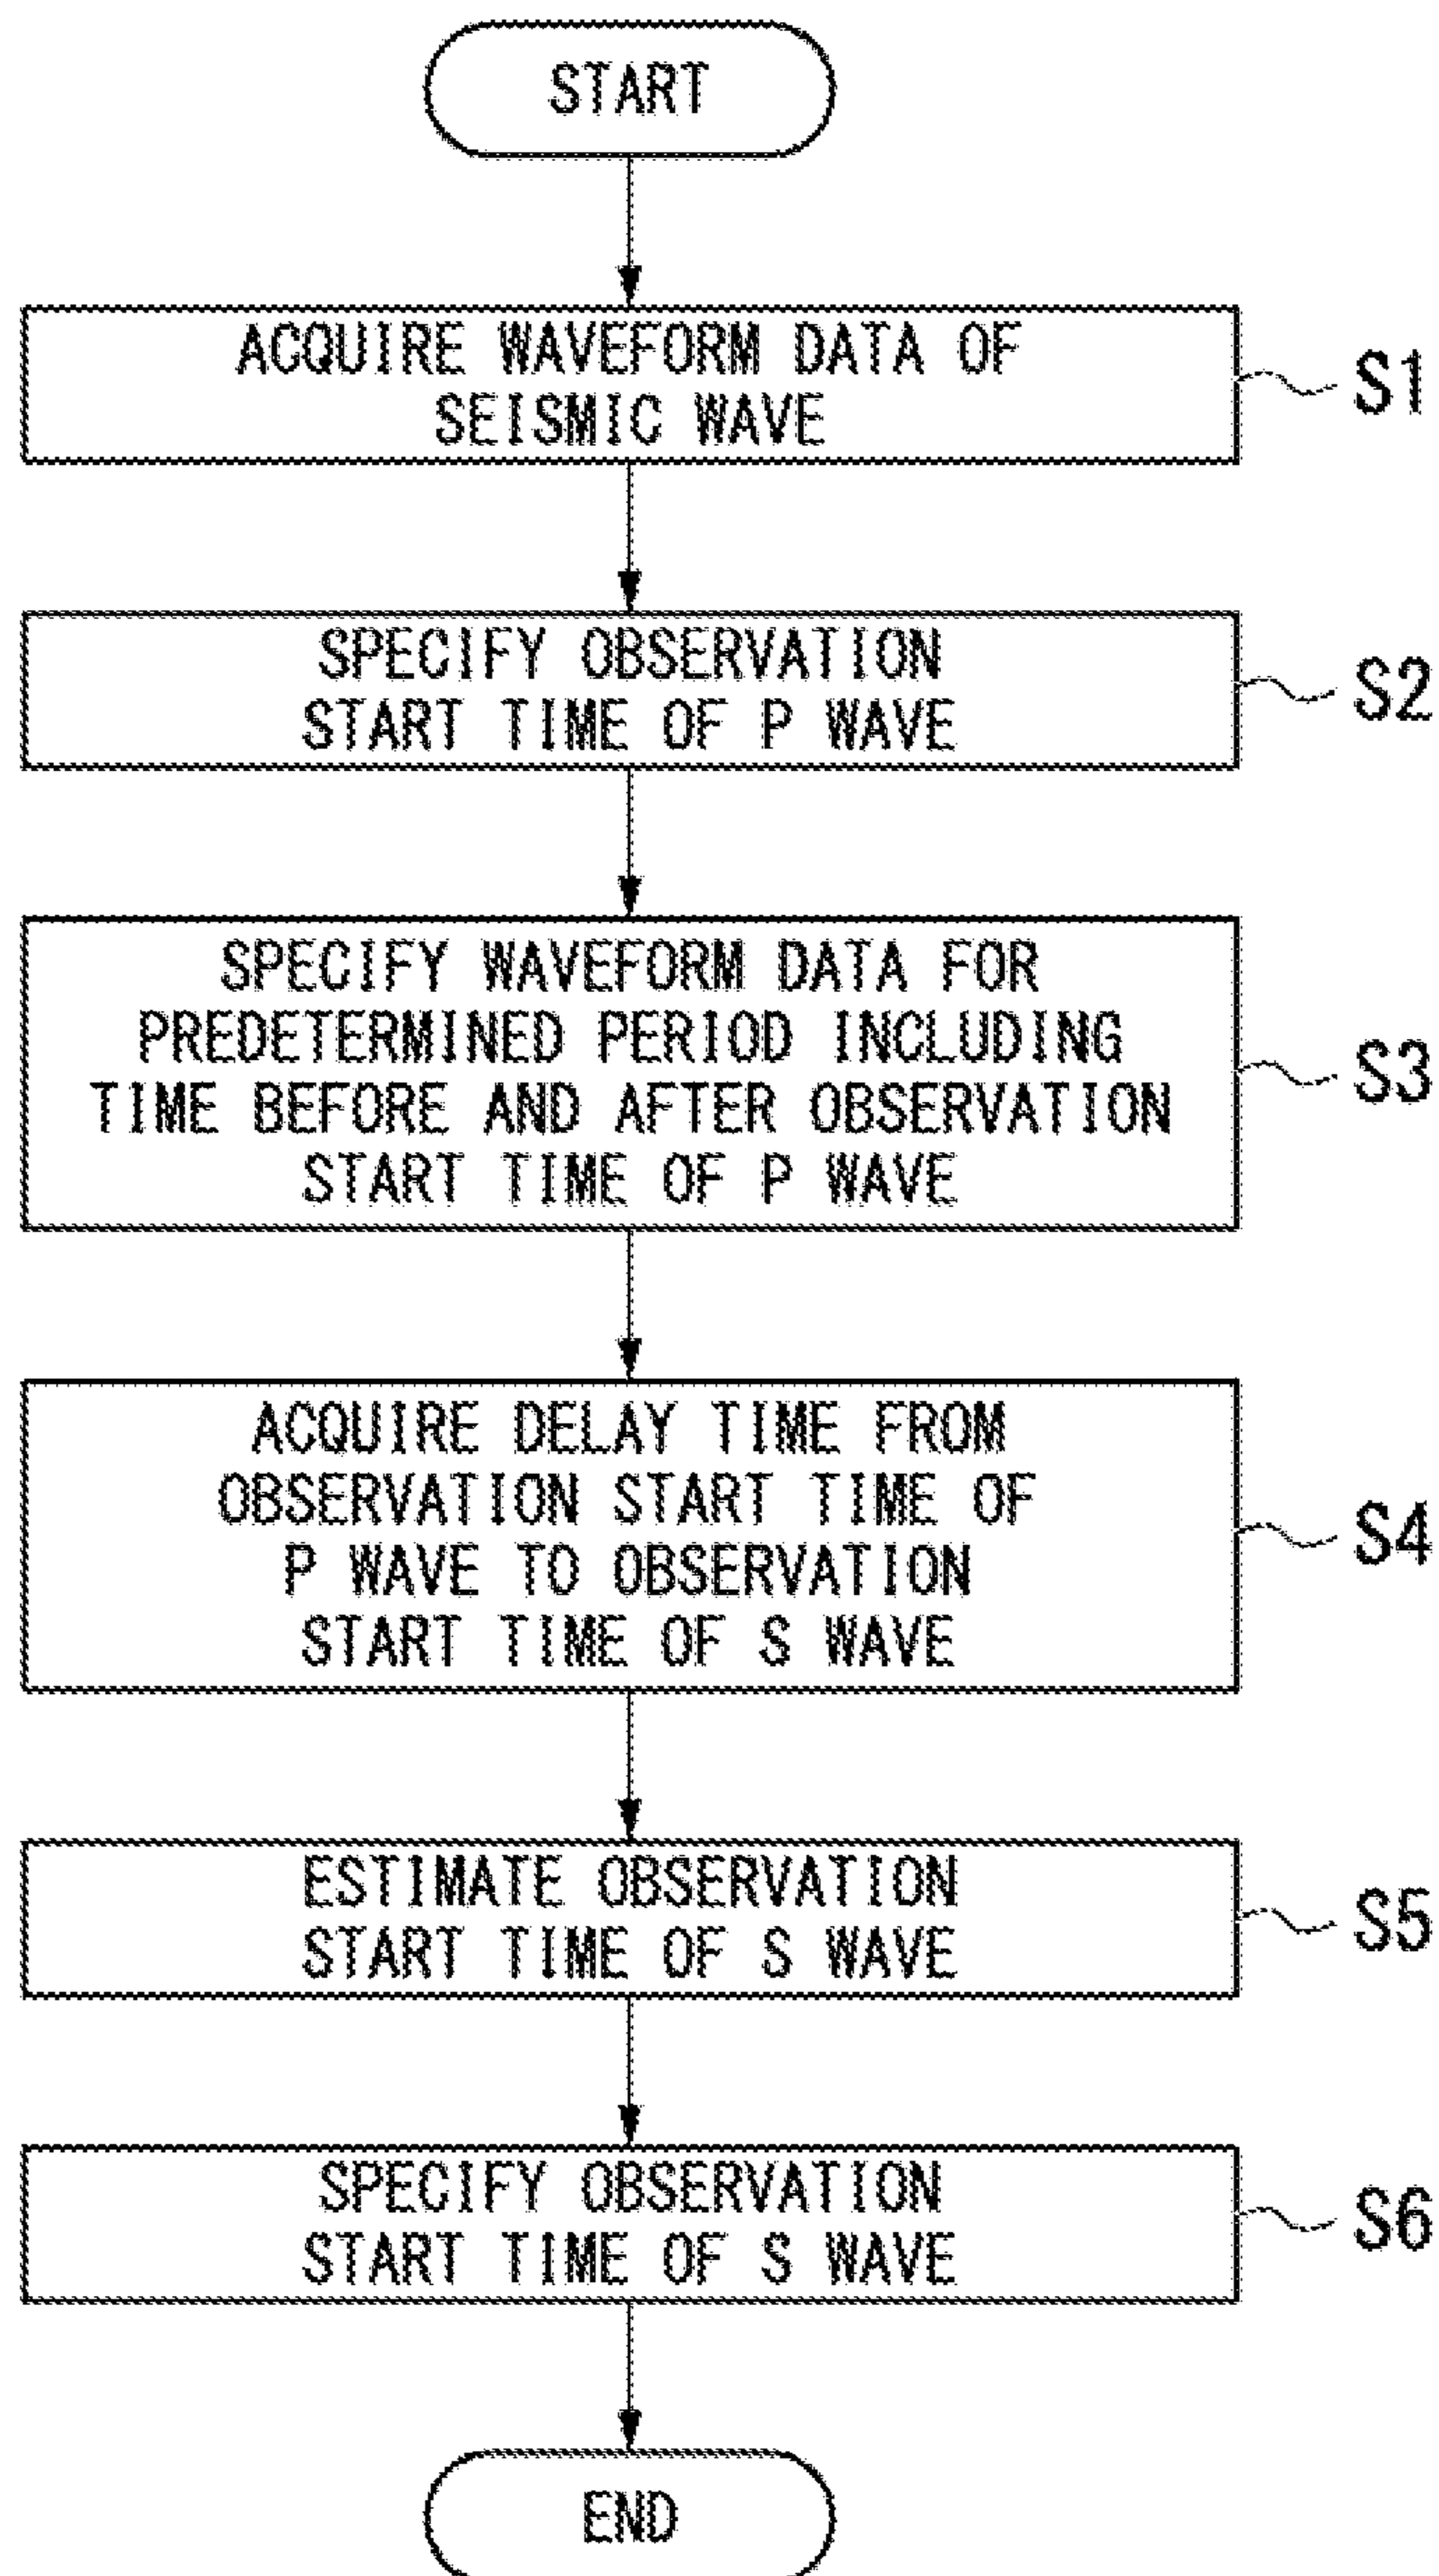 START
ACQUIRE WAVEFORM DATA OF
SEISMIC WAVE
S1
SPECIFY OBSERVATION
START TIME OF P WAVE
S2
SPECIFY WAVEFORM DATA FOR
PREDETERMINED PERIOD INCLUDING
TIME BEFORE AND AFTER OBSERVATION
START TIME OF P WAVE
S3
ACQUIRE DELAY TIME FROM
OBSERVATION START TIME OF
P WAVE TO OBSERVATION
START TIME OF S WAVE
S4
ESTIMATE OBSERVATION
START TIME OF S WAVE
S5
SPECIFY OBSERVATION
START TIME OF S WAVE
S6
END